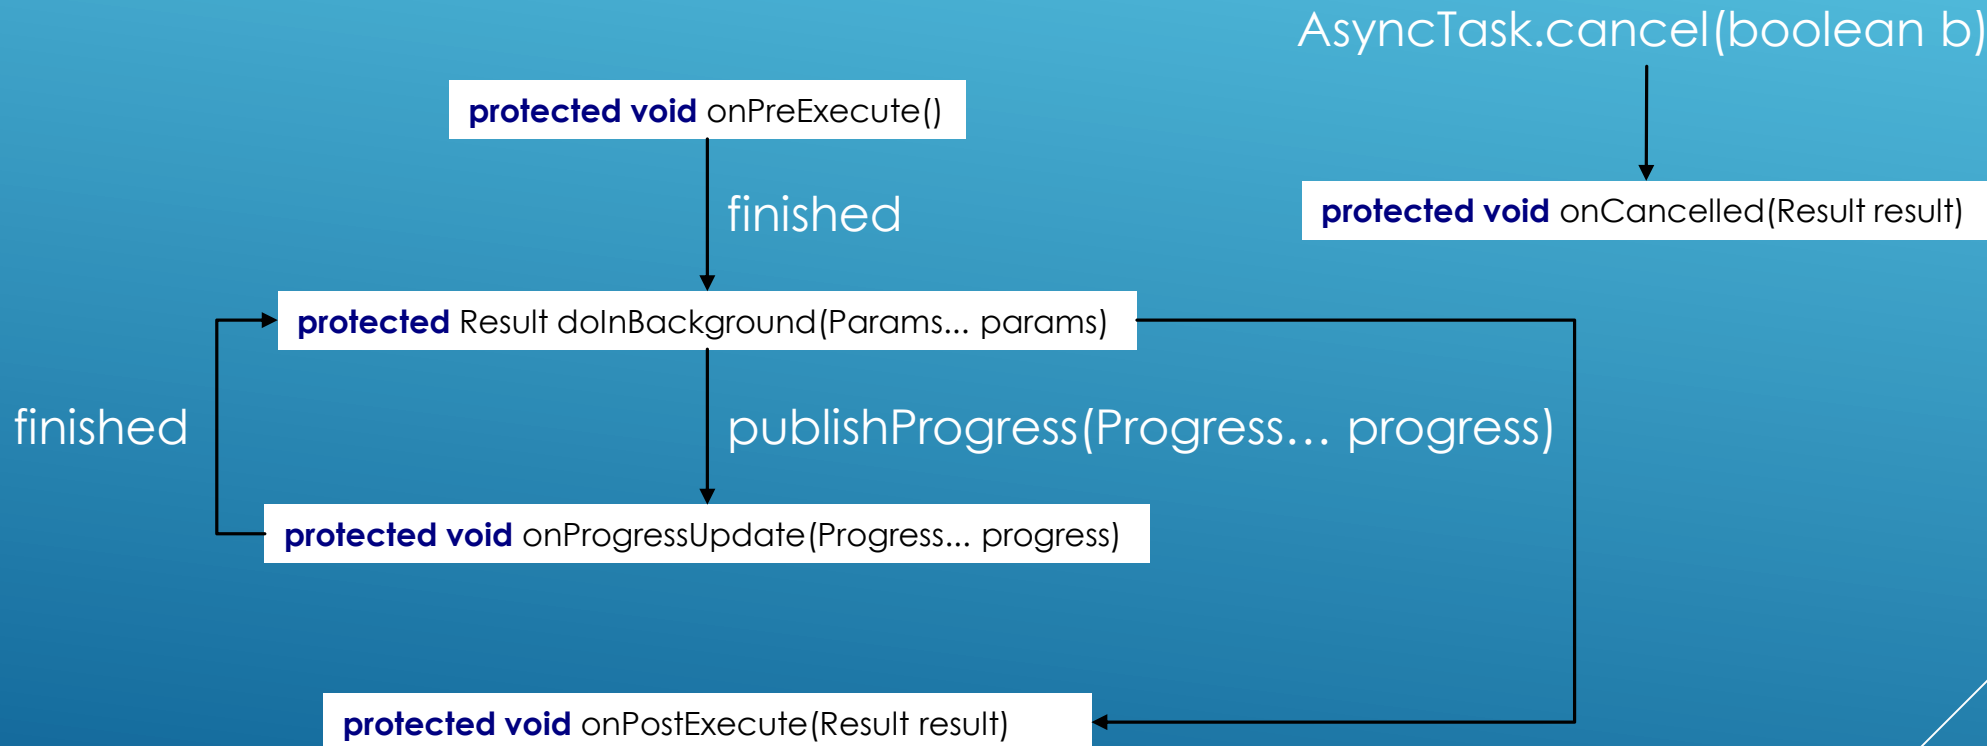 AsyncTask.cancel(boolean b)
protected void onPreExecute()
finished
protected void onCancelled(Result result)
protected Result doInBackground(Params... params)
finished
publishProgress(Progress… progress)
protected void onProgressUpdate(Progress... progress)
protected void onPostExecute(Result result)